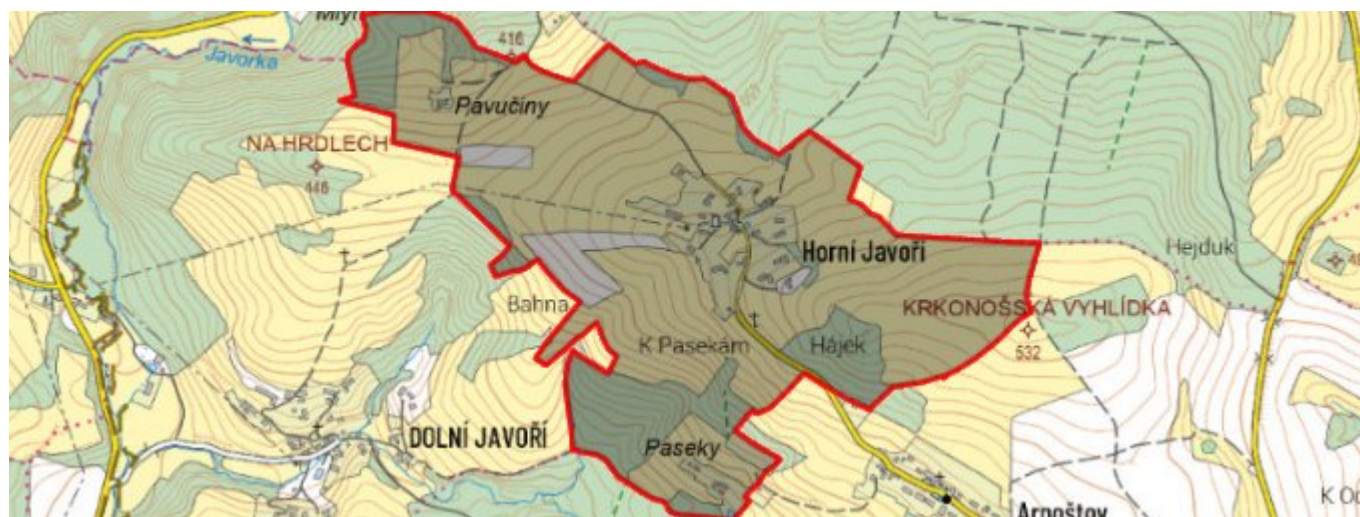 Mlýn
416
Javorka
Pavučiny
NA HRDLECH
446
Horní Javoří
Hejduk
Bahna
KRKONOŠSKÁ VYHLÍDKA
K Pasekám
Hájek
532
DOLNÍ JAVOŘÍ
Paseky
Arnoštov